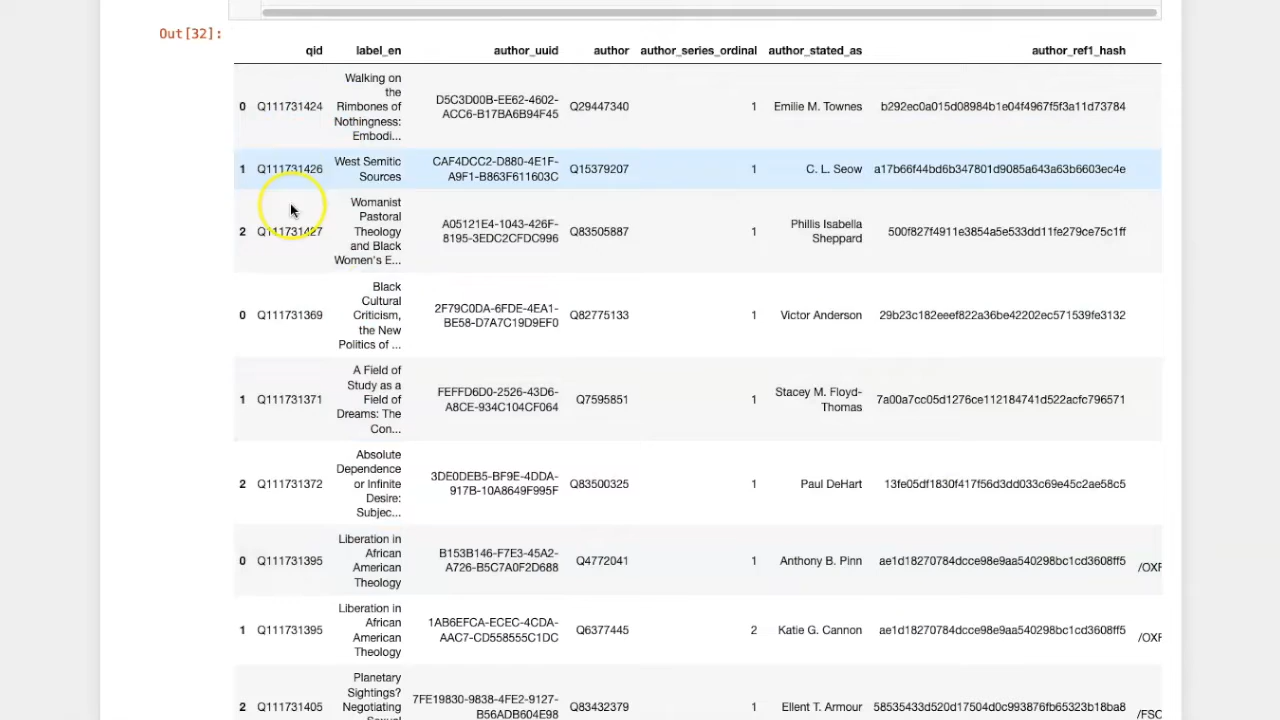 Out[32]:
qid label_en author_uuid author author_series_ordinal author_stated_as author_ref1_hash
0 Q111731424 Walking on the Rimbones of Nothingness: Embodi... D5C3D00B-EE62-4602-ACC6-B17BA6B94F45 Q29447340 1 Emilie M. Townes b292ec0a015d08984b1e04f4967f5f3a11d73784
1 Q111731426 West Semitic Sources CAF4DCC2-D880-4E1F-A9F1-B863F611603C Q15379207 1 C. L. Seow a17b66f44bd6b347801d9085a643a63b6603ec4e
2 Q111731427 Womanist Pastoral Theology and Black Women's E... A05121E4-1043-426F-8195-3EDC2CFDC996 Q83505887 1 Phillis Isabella Sheppard 500f827f4911e3854a5e533dd11fe279ce75c1ff
0 Q111731369 Black Cultural Criticism, the New Politics of ... 2F79C0DA-6FDE-4EA1-BE58-D7A7C19D9EF0 Q82775133 1 Victor Anderson 29b23c182eeef822a36be42202ec571539fe3132
1 Q111731371 A Field of Study as a Field of Dreams: The Con... FEFFD6D0-2526-43D6-A8CE-934C104CF064 Q7595851 1 Stacey M. Floyd-Thomas 7a00a7cc05d1276ce112184741d522acfc796571
2 Q111731372 Absolute Dependence or Infinite Desire: Subjec... 3DE0DEB5-BF9E-4DDA-917B-10A8649F995F Q83500325 1 Paul DeHart 13fe05df1830f417f56d3dd033c69e45c2ae58c5
0 Q111731395 Liberation in African American Theology B153B146-F7E3-45A2-A726-B5C7A0F2D688 Q4772041 1 Anthony B. Pinn ae1d18270784dcce98e9aa540298bc1cd3608ff5 /OXF
1 Q111731395 Liberation in African American Theology 1AB6EFCA-ECEC-4CDA-AAC7-CD558555C1DC Q6377445 2 Katie G. Cannon ae1d18270784dcce98e9aa540298bc1cd3608ff5 /OXF
2 Q111731405 Planetary Sightings? Negotiating 7FE19830-9838-4FE2-9127-B56ADB604E98 Q83432379 1 Ellent T. Armour 58535433d520d17504d0c993876fb65323b18ba8 /FSC